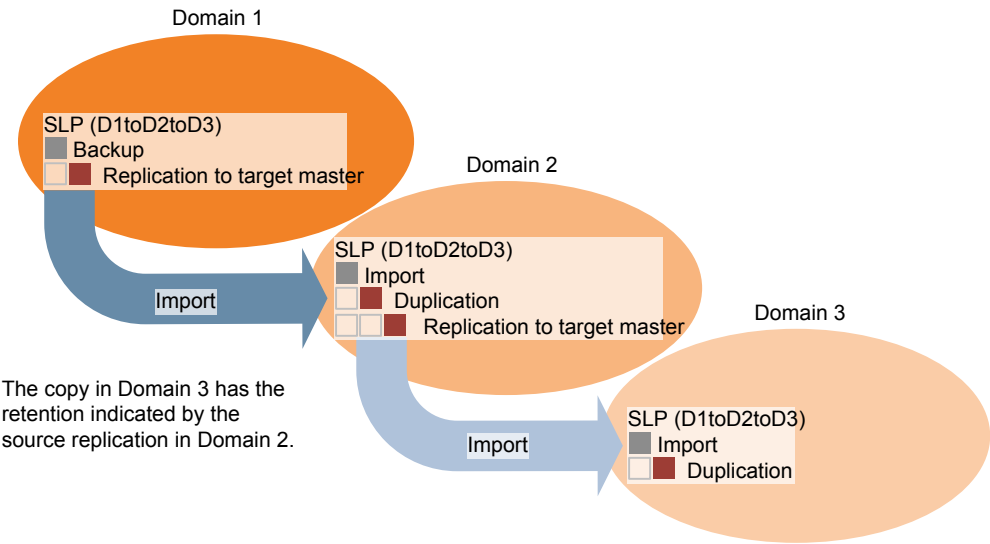 Domain 1
SLP (D1toD2toD3)
Backup
Replication to target master
Domain 2
SLP (D1toD2toD3)
Import
Duplication
Replication to target master
Import
Domain 3
The copy in Domain 3 has the
retention indicated by the
source replication in Domain 2.
SLP (D1toD2toD3)
Import
Duplication
Import